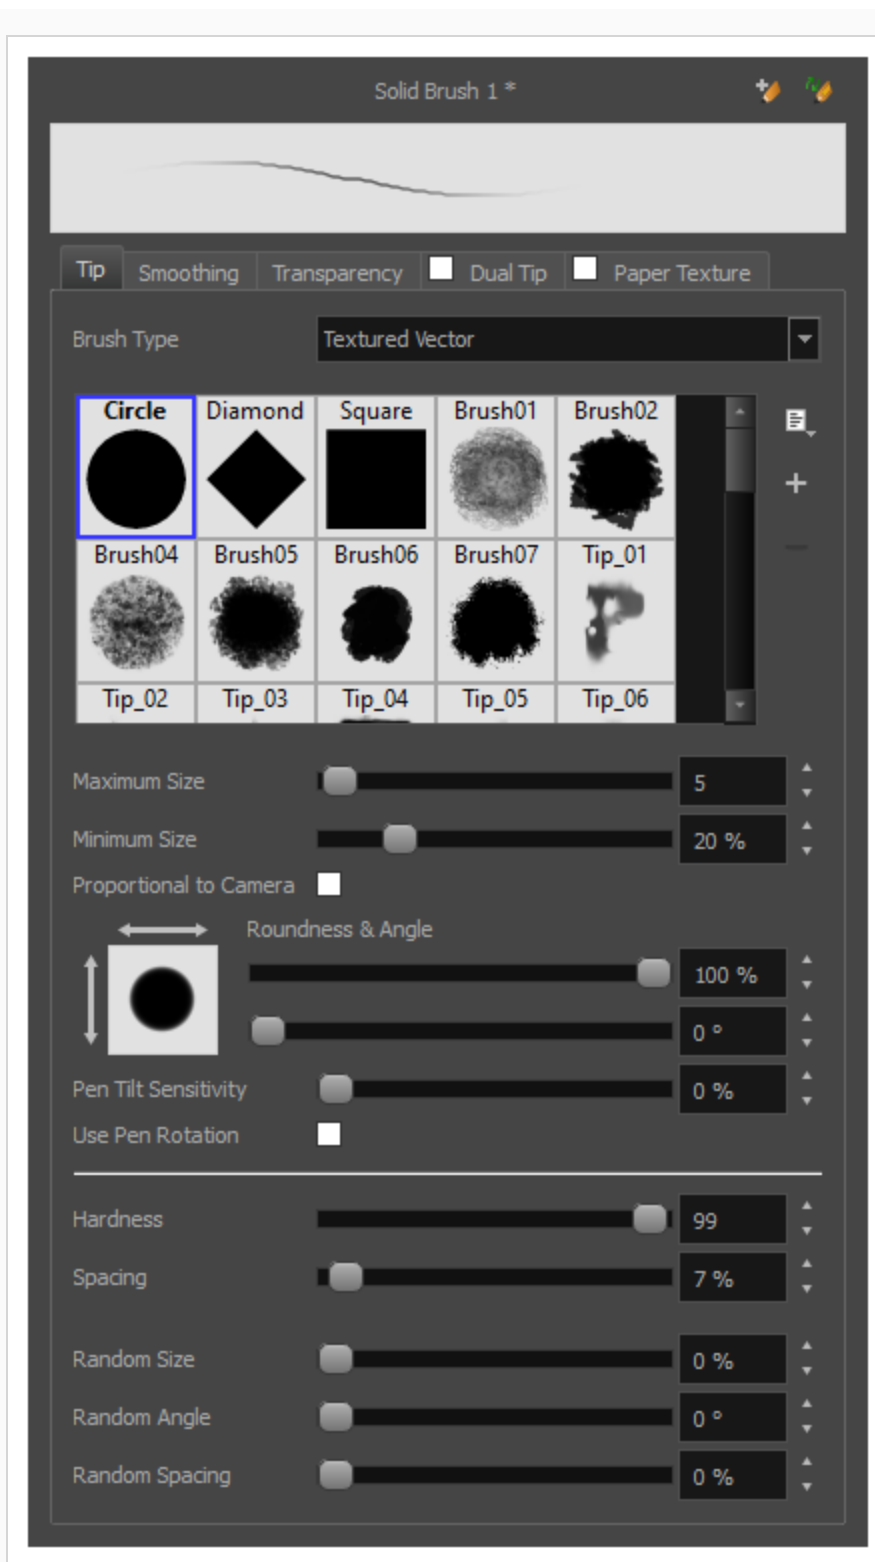 Solid Brush 1 *
Tip Smoothing Transparency Dual Tip Paper Texture
Brush Type Textured Vector
Circle Diamond Square Brush01 Brush02
Brush04 Brush05 Brush06 Brush07 Tip_01
Tip_02 Tip_03 Tip_04 Tip_05 Tip_06
Maximum Size 5
Minimum Size 20 %
Proportional to Camera
Roundness & Angle
100 %
0 °
Pen Tilt Sensitivity 0 %
Use Pen Rotation
Hardness 99
Spacing 7 %
Random Size 0 %
Random Angle 0 °
Random Spacing 0 %